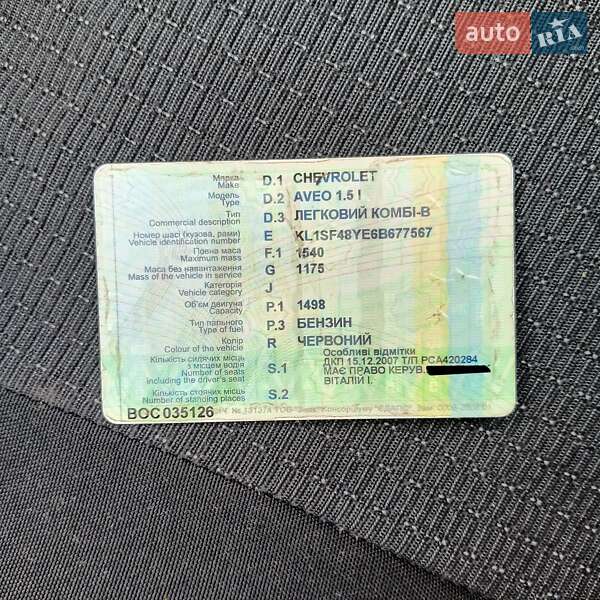 auto RIA.com
Марка
Make D.1 CHEVROLET
Модель
Type D.2 AVEO 1.5 I
Тип
Commercial description D.3 ЛЕГКОВИЙ КОМБІ-В
Номер шасі (кузова, рами)
Vehicle identification number E KL1SF48YE6B677567
Повна маса
Maximum mass F.1 1540
Маса без навантаження
Mass of the vehicle in service G 1175
Категорія
Vehicle category J
Об'єм двигуна
Capacity P.1 1498
Тип пального
Type of fuel P.3 БЕНЗИН
Колір
Colour of the vehicle R ЧЕРВОНИЙ
Кількість сидячих місць
з місцем водія
Number of seats
including the driver's seat S.1
Особливі відмітки
ДКП 15.12.2007 Т/П РСА420284
МАЄ ПРАВО КЕРУВ.
ВІТАЛІЙ І.
Кількість стоячих місць
Number of standing places S.2
ВОС 035126